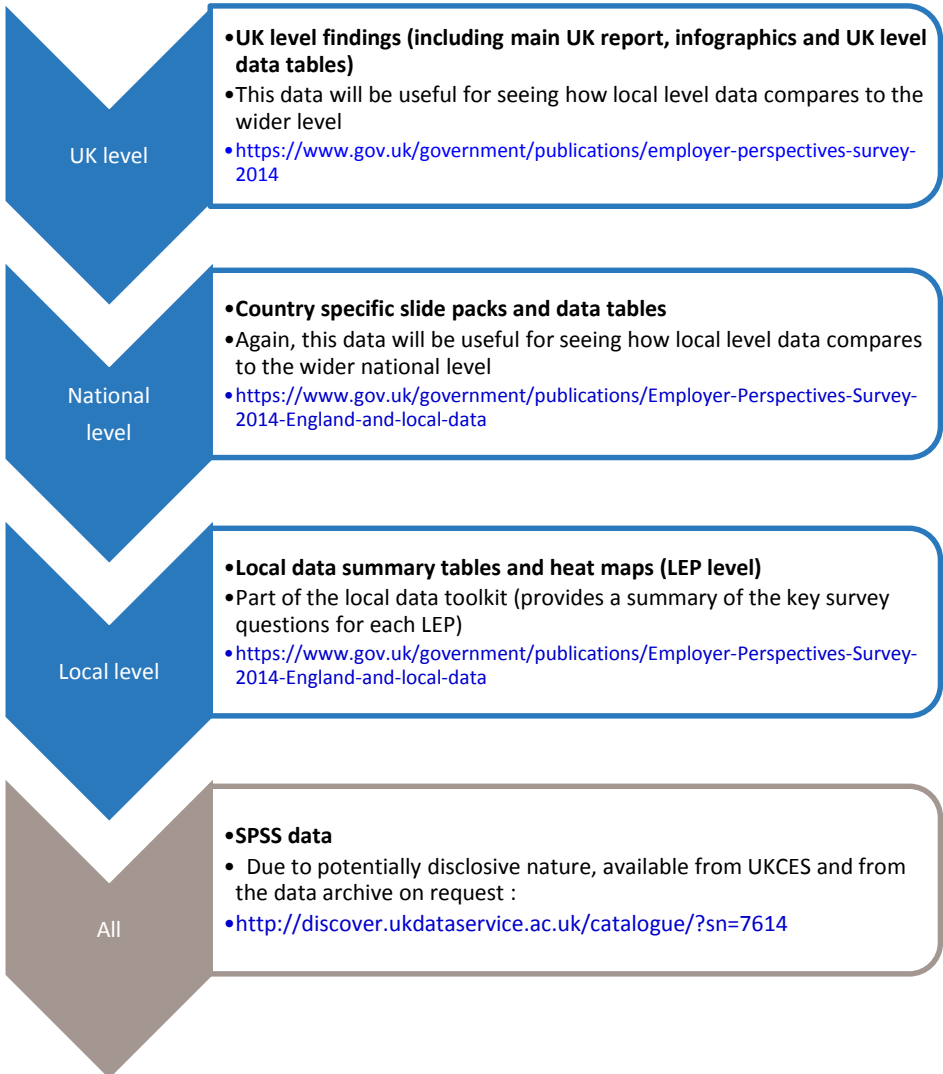 UK level
•UK level findings (including main UK report, infographics and UK level
data tables)
•This data will be useful for seeing how local level data compares to the
wider level
•https://www.gov.uk/government/publications/employer-perspectives-survey-
2014
National
level
•Country specific slide packs and data tables
•Again, this data will be useful for seeing how local level data compares
to the wider national level
•https://www.gov.uk/government/publications/Employer-Perspectives-Survey-
2014-England-and-local-data
Local level
•Local data summary tables and heat maps (LEP level)
•Part of the local data toolkit (provides a summary of the key survey
questions for each LEP)
•https://www.gov.uk/government/publications/Employer-Perspectives-Survey-
2014-England-and-local-data
All
•SPSS data
• Due to potentially disclosive nature, available from UKCES and from
the data archive on request :
•http://discover.ukdataservice.ac.uk/catalogue/?sn=7614